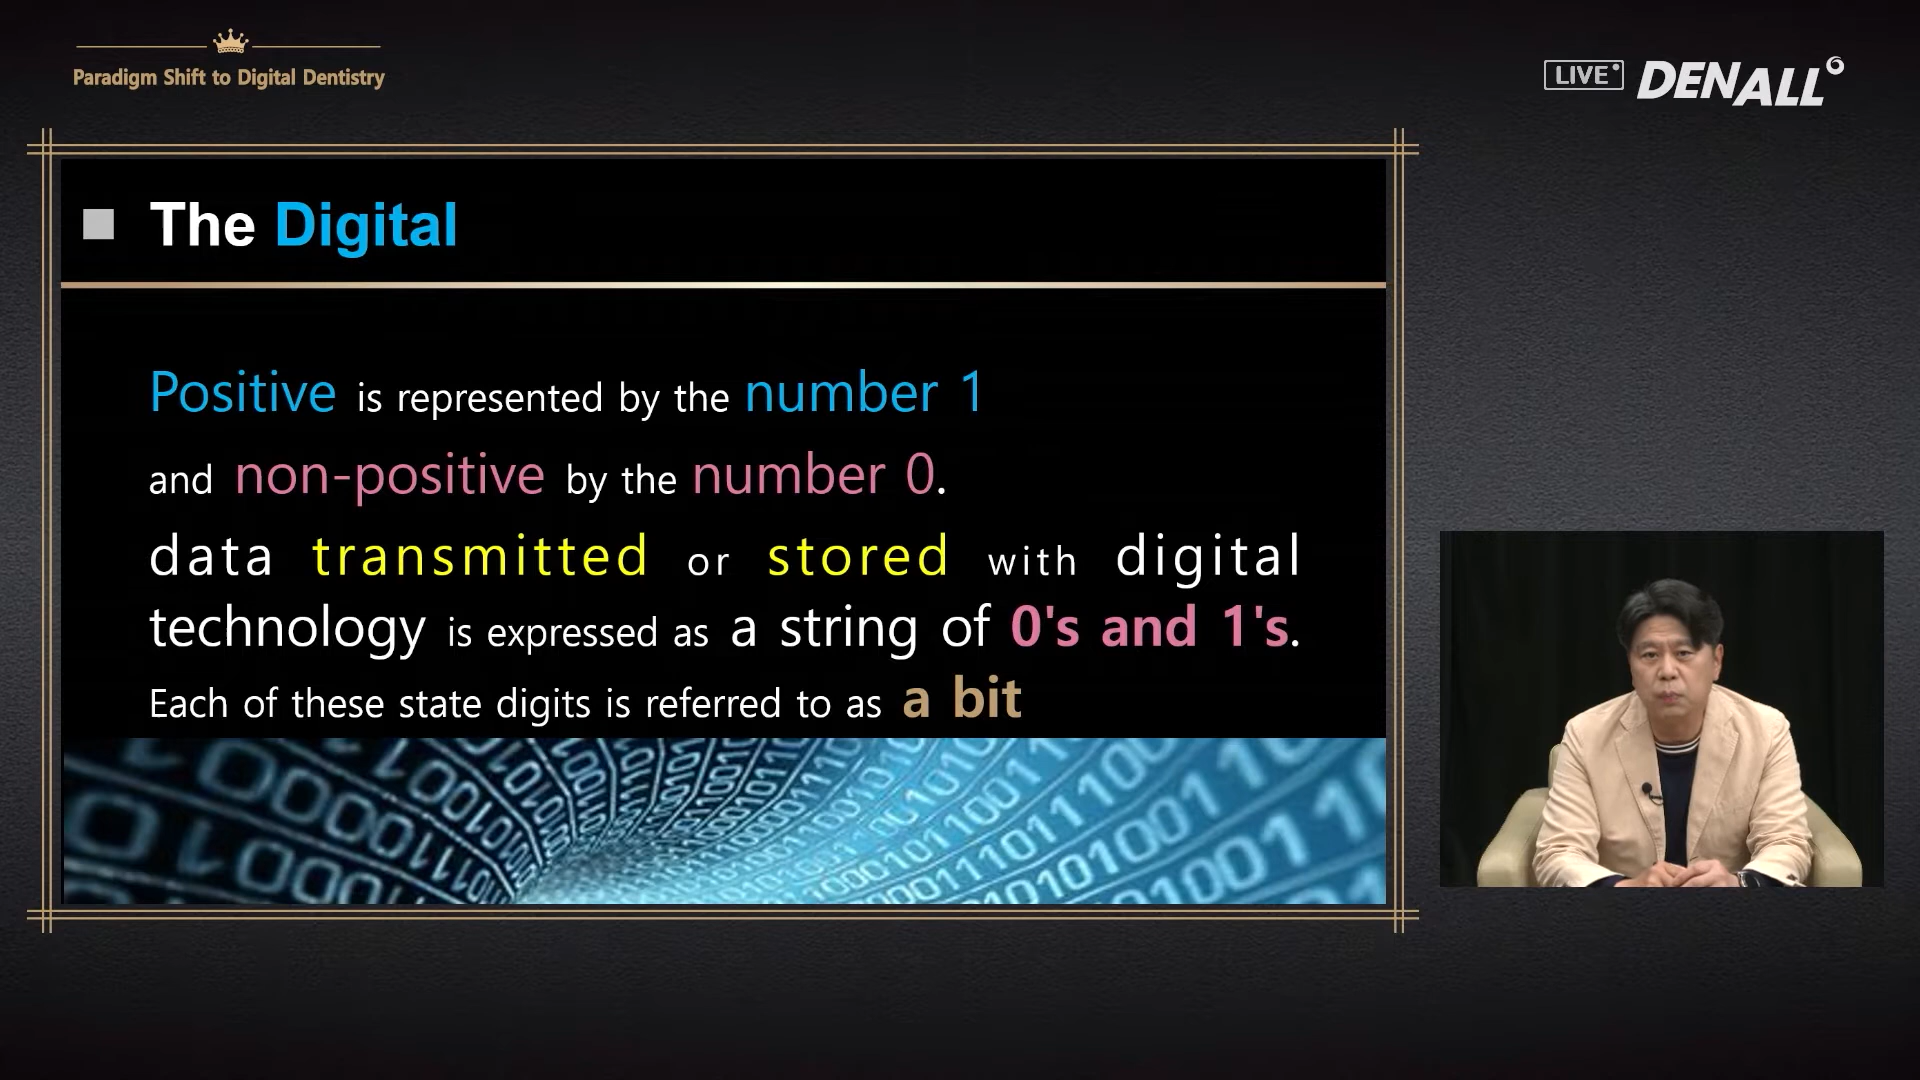 Paradigm Shift to Digital Dentistry
LIVE DENALL
The Digital
Positive is represented by the number 1
and non-positive by the number 0.
data transmitted or stored with digital
technology is expressed as a string of 0's and 1's.
Each of these state digits is referred to as a bit